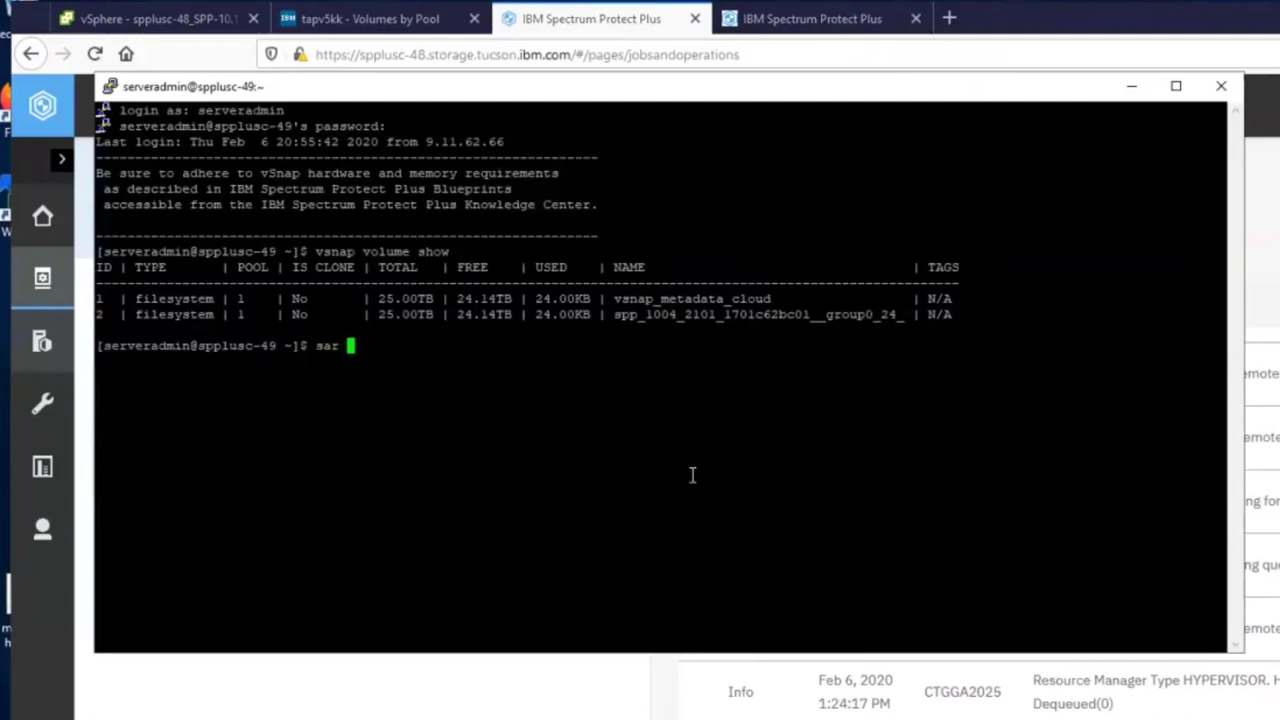 vSphere - spplusc-48_SPP-10.1
tapv5kk - Volumes by Pool
IBM Spectrum Protect Plus
IBM Spectrum Protect Plus
https://spplusc-48.storage.tucson.ibm.com/#/pages/jobsandoperations
serveradmin@spplusc-49:~
login as: serveradmin
serveradmin@spplusc-49's password:
Last login: Thu Feb  6 20:55:42 2020 from 9.11.62.66
----------------------------------------------------------------
Be sure to adhere to vSnap hardware and memory requirements
as described in IBM Spectrum Protect Plus Blueprints
accessible from the IBM Spectrum Protect Plus Knowledge Center.
----------------------------------------------------------------
[serveradmin@spplusc-49 ~]$ vsnap volume show
ID | TYPE | POOL | IS CLONE | TOTAL | FREE | USED | NAME | TAGS
1 | filesystem | 1 | No | 25.00TB | 24.14TB | 24.00KB | vsnap_metadata_cloud | N/A
2 | filesystem | 1 | No | 25.00TB | 24.14TB | 24.00KB | spp_1004_2101_1701c62bc01__group0_24_ | N/A
[serveradmin@spplusc-49 ~]$ sar
emote
emote
ng for
ng que
emote
Info
Feb 6, 2020
1:24:17 PM
CTGGA2025
Resource Manager Type HYPERVISOR. H
Dequeued(0)